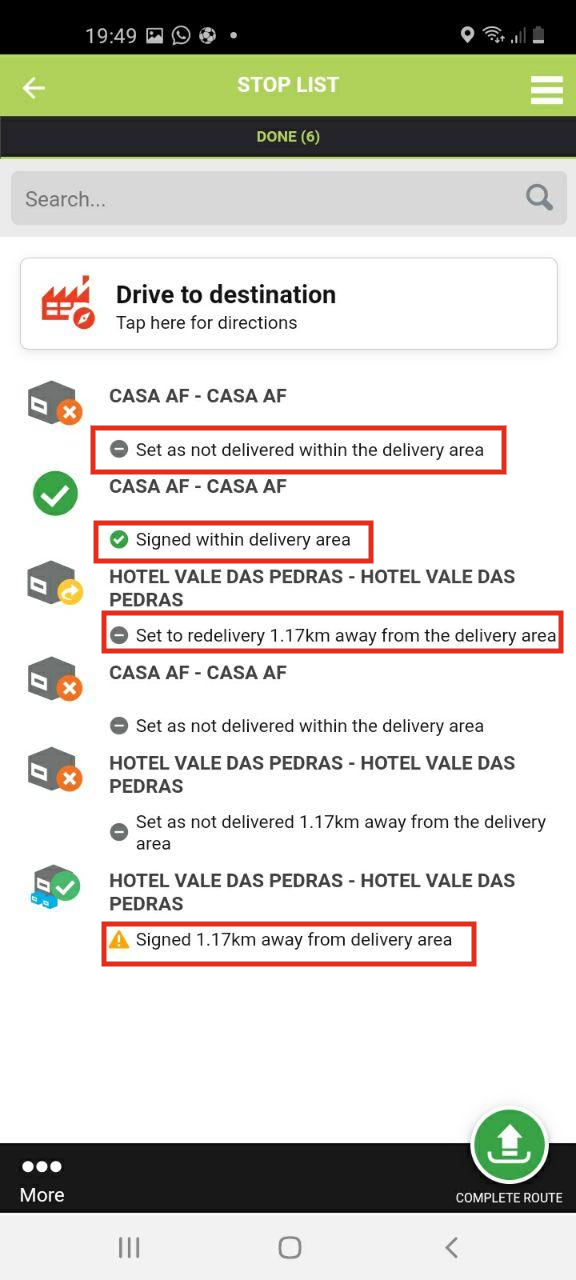 19:49
STOP LIST
DONE (6)
Search...
Drive to destination
Tap here for directions
CASA AF - CASA AF
Set as not delivered within the delivery area
CASA AF - CASA AF
Signed within delivery area
HOTEL VALE DAS PEDRAS - HOTEL VALE DAS
PEDRAS
Set to redelivery 1.17km away from the delivery area
CASA AF - CASA AF
Set as not delivered within the delivery area
HOTEL VALE DAS PEDRAS - HOTEL VALE DAS
PEDRAS
Set as not delivered 1.17km away from the delivery
area
HOTEL VALE DAS PEDRAS - HOTEL VALE DAS
PEDRAS
Signed 1.17km away from delivery area
More
COMPLETE ROUTE